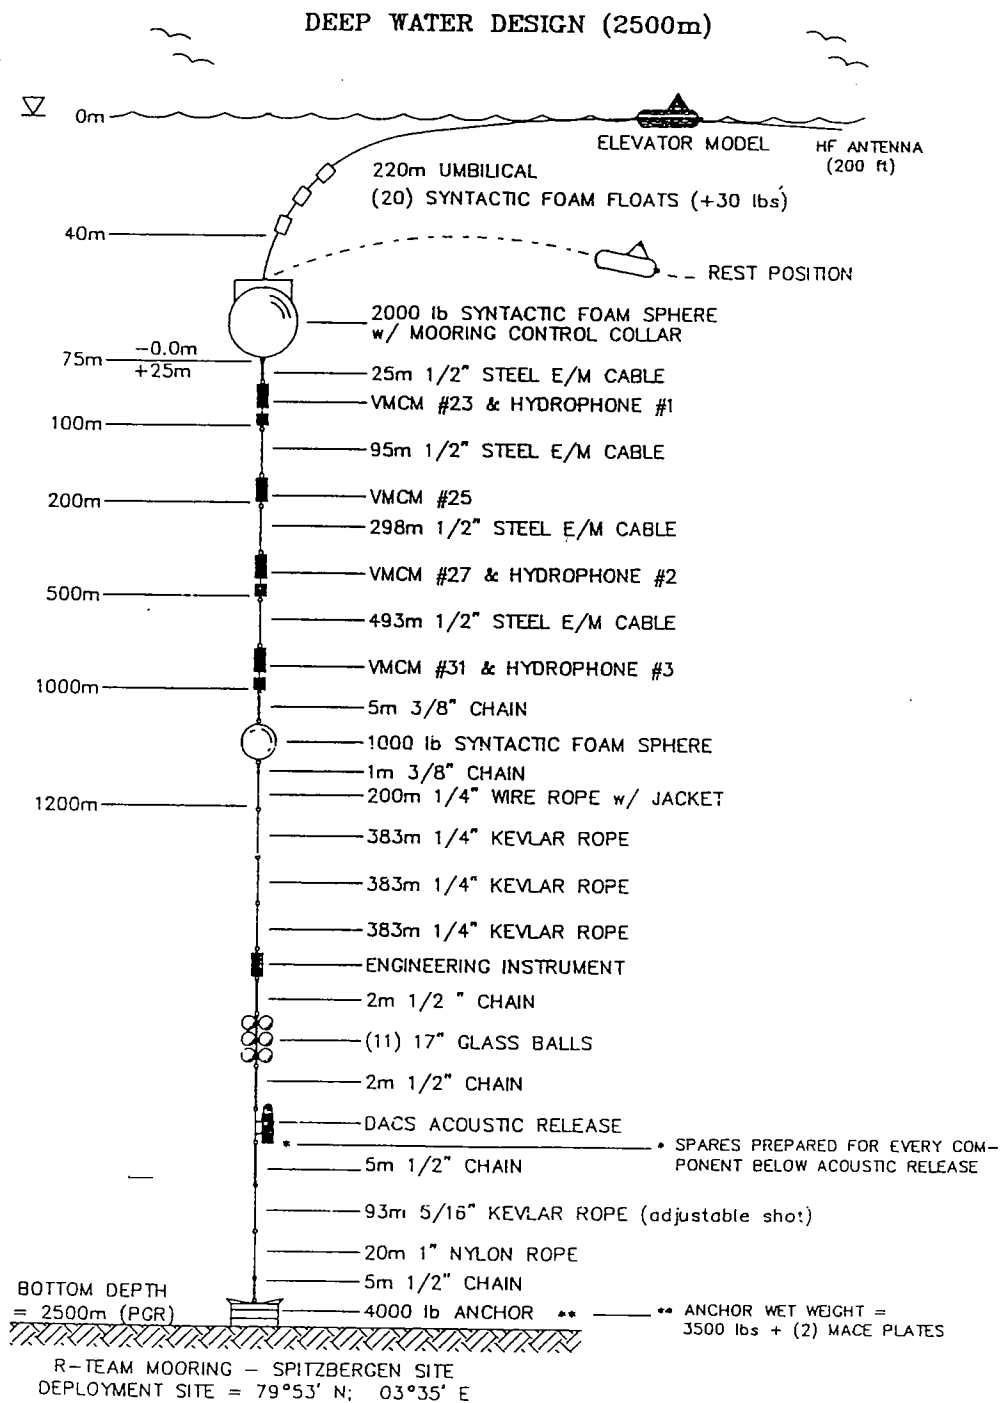 DEEP WATER DESIGN (2500m)
0m
ELEVATOR MODEL
HF ANTENNA
(200 ft)
220m UMBILICAL
(20) SYNTACTIC FOAM FLOATS (+30 lbs)
40m
REST POSITION
2000 lb SYNTACTIC FOAM SPHERE
w/ MOORING CONTROL COLLAR
75m
-0.0m
+25m
25m 1/2" STEEL E/M CABLE
VMCM #23 & HYDROPHONE #1
100m
95m 1/2" STEEL E/M CABLE
VMCM #25
200m
298m 1/2" STEEL E/M CABLE
VMCM #27 & HYDROPHONE #2
500m
493m 1/2" STEEL E/M CABLE
VMCM #31 & HYDROPHONE #3
1000m
5m 3/8" CHAIN
1000 lb SYNTACTIC FOAM SPHERE
1m 3/8" CHAIN
200m 1/4" WIRE ROPE w/ JACKET
1200m
383m 1/4" KEVLAR ROPE
383m 1/4" KEVLAR ROPE
383m 1/4" KEVLAR ROPE
ENGINEERING INSTRUMENT
2m 1/2 " CHAIN
(11) 17" GLASS BALLS
2m 1/2" CHAIN
DACS ACOUSTIC RELEASE
*
* SPARES PREPARED FOR EVERY COM-
PONENT BELOW ACOUSTIC RELEASE
5m 1/2" CHAIN
93m 5/16" KEVLAR ROPE (adjustable shot)
20m 1" NYLON ROPE
5m 1/2" CHAIN
BOTTOM DEPTH
= 2500m (PGR)
4000 lb ANCHOR **
** ANCHOR WET WEIGHT =
3500 lbs + (2) MACE PLATES
R-TEAM MOORING - SPITZBERGEN SITE
DEPLOYMENT SITE = 79°53' N; 03°35' E